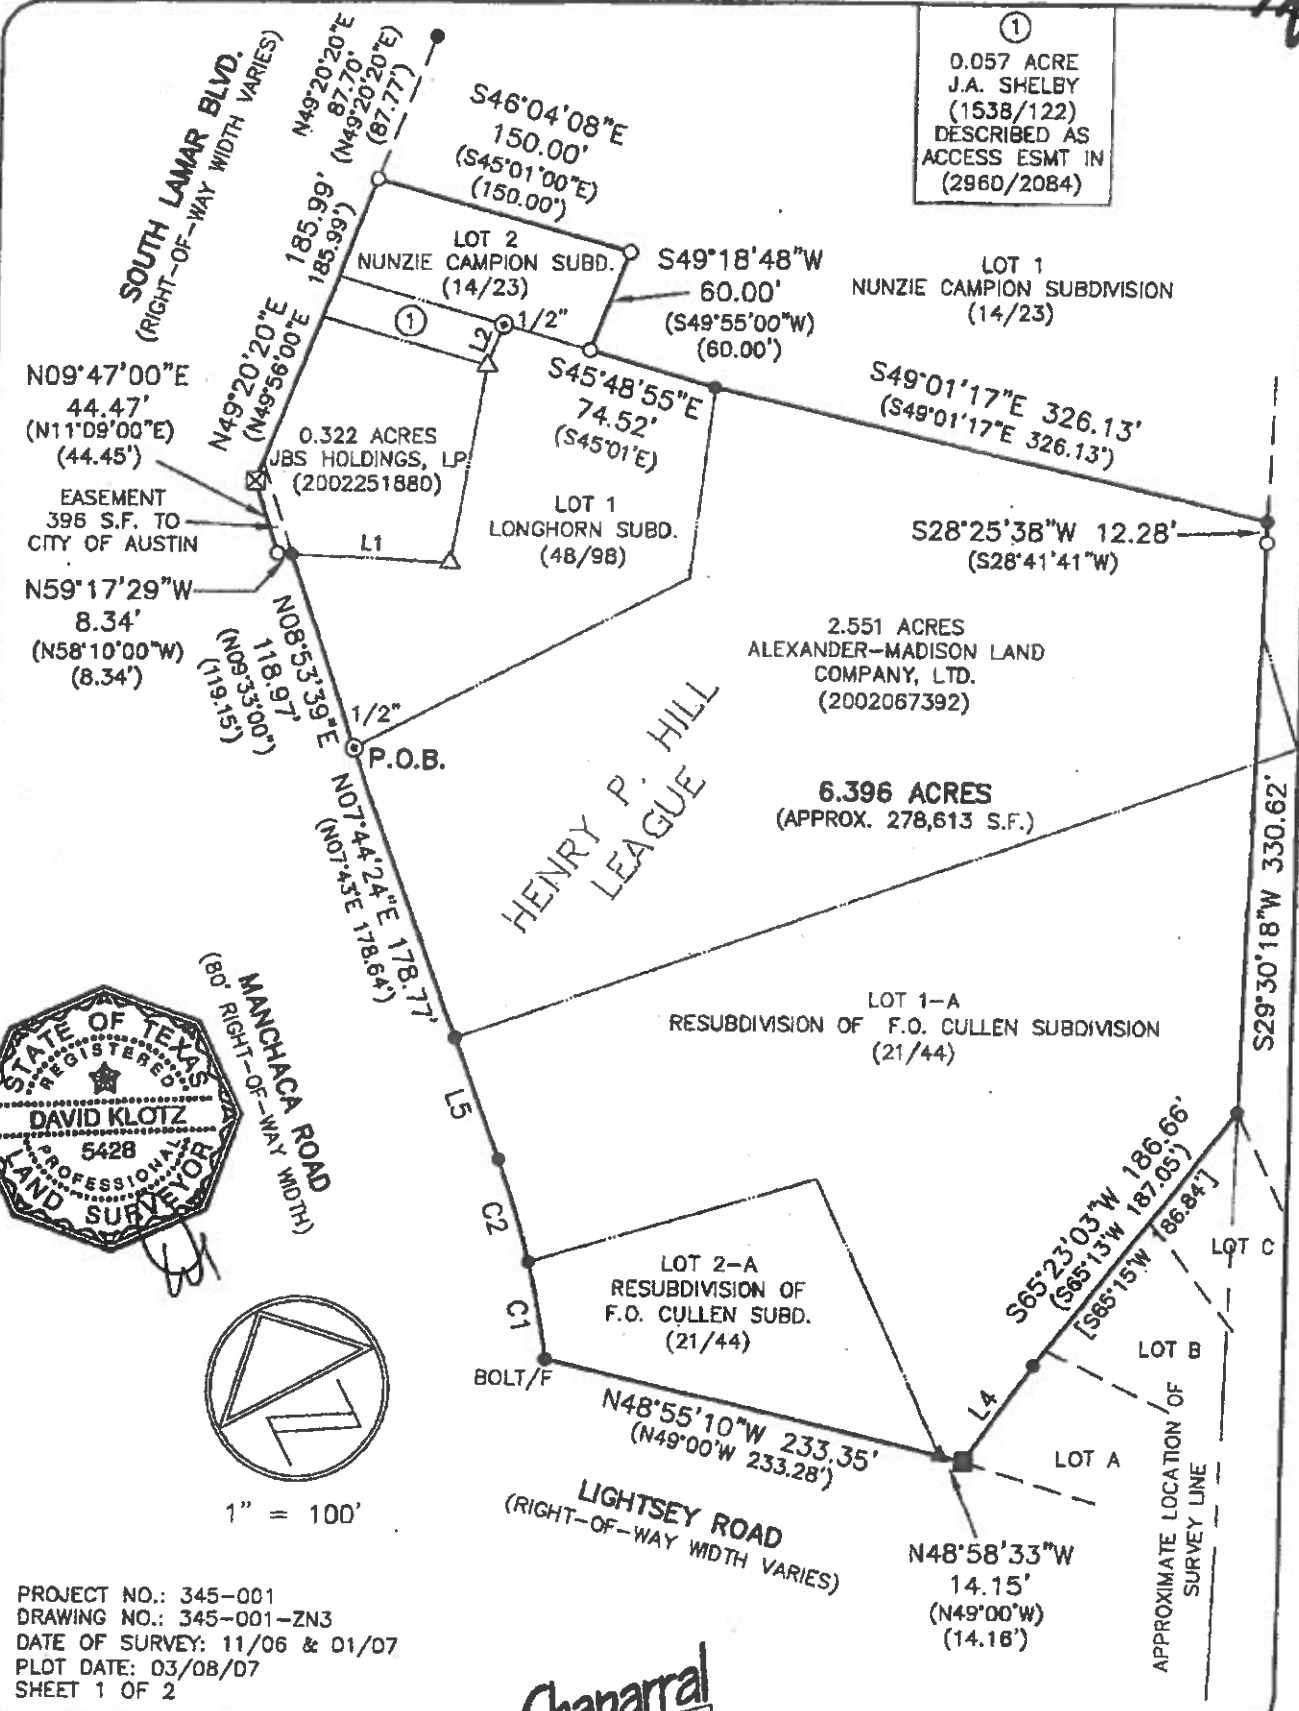 ①
0.057 ACRE
J.A. SHELBY
(1538/122)
DESCRIBED AS
ACCESS ESMT IN
(2960/2084)
SOUTH LAMAR BLVD.
(RIGHT-OF-WAY WIDTH VARIES)
N49°20'20"E
87.70'
(N49°20'20"E)
(87.77')
S46°04'08"E
150.00'
(S45°01'00"E)
(150.00')
185.99'
185.99')
N49°20'20"E
(N49°56'00"E
LOT 2
NUNZIE CAMPION SUBD.
(14/23)
S49°18'48"W
60.00'
(S49°55'00"W)
(60.00')
LOT 1
NUNZIE CAMPION SUBDIVISION
(14/23)
①
L2
1/2"
S45°48'55"E
74.52'
(S45°01'E)
S49°01'17"E 326.13'
(S49°01'17"E 326.13')
N09°47'00"E
44.47'
(N11°09'00"E)
(44.45')
0.322 ACRES
JBS HOLDINGS, LP
(2002251880)
EASEMENT
396 S.F. TO
CITY OF AUSTIN
L1
LOT 1
LONGHORN SUBD.
(48/98)
S28°25'38"W 12.28'
(S28°41'41"W)
N59°17'29"W
8.34'
(N58°10'00"W)
(8.34')
N08°53'39"E
118.97'
(N09°33'00")
(119.15')
2.551 ACRES
ALEXANDER-MADISON LAND
COMPANY, LTD.
(2002067392)
1/2"
P.O.B.
HENRY P. HILL
LEAGUE
6.396 ACRES
(APPROX. 278,613 S.F.)
N07°44'24"E 178.77'
(N07°43'E 178.64')
S29°30'18"W 330.62'
MANCHACA ROAD
(80' RIGHT-OF-WAY WIDTH)
LOT 1-A
RESUBDIVISION OF F.O. CULLEN SUBDIVISION
(21/44)
STATE OF TEXAS
REGISTERED
DAVID KLOTZ
5428
PROFESSIONAL
LAND SURVEYOR
L5
C2
C1
S65°23'03"W 186.66'
(S65°13'W 187.05')
[S65°15'W 186.84']
LOT C
LOT 2-A
RESUBDIVISION OF
F.O. CULLEN SUBD.
(21/44)
LOT B
BOLT/F
L4
N48°55'10"W 233.35'
(N49°00'W 233.28')
LOT A
LIGHTSEY ROAD
(RIGHT-OF-WAY WIDTH VARIES)
APPROXIMATE LOCATION OF
SURVEY LINE
N48°58'33"W
14.15'
(N49°00'W)
(14.16')
1" = 100'
PROJECT NO.: 345-001
DRAWING NO.: 345-001-ZN3
DATE OF SURVEY: 11/06 & 01/07
PLOT DATE: 03/08/07
SHEET 1 OF 2
Chaparral